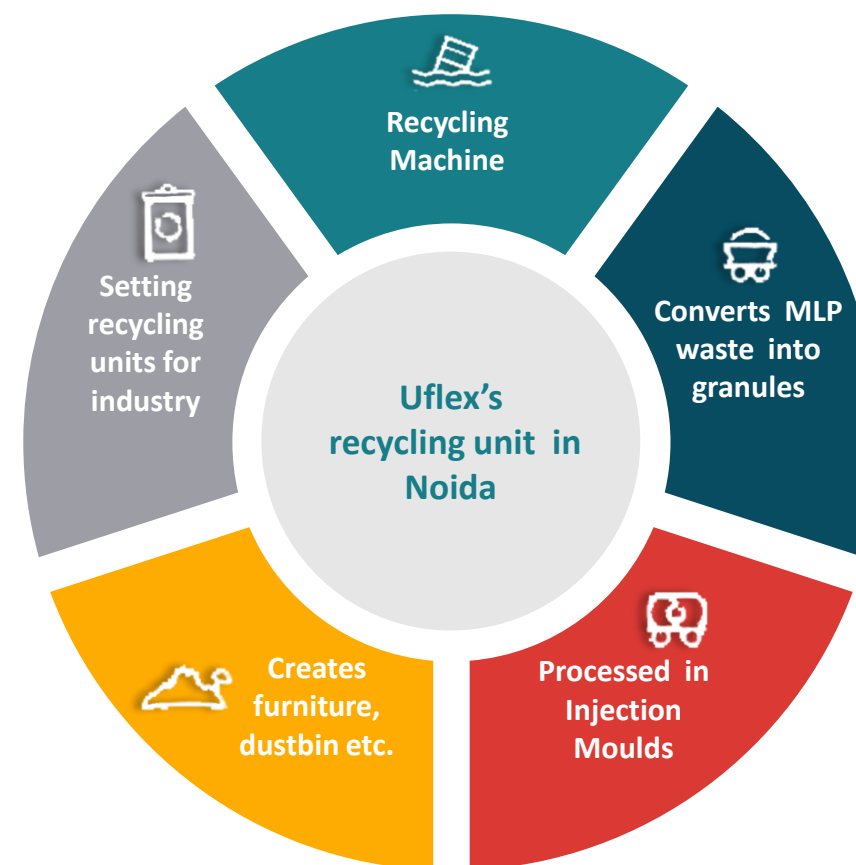 Recycling
Machine
Converts MLP
waste into
granules
Processed in
Injection
Moulds
Creates
furniture,
dustbin etc.
Setting
recycling
units for
industry
Uflex’s
recycling unit in
Noida